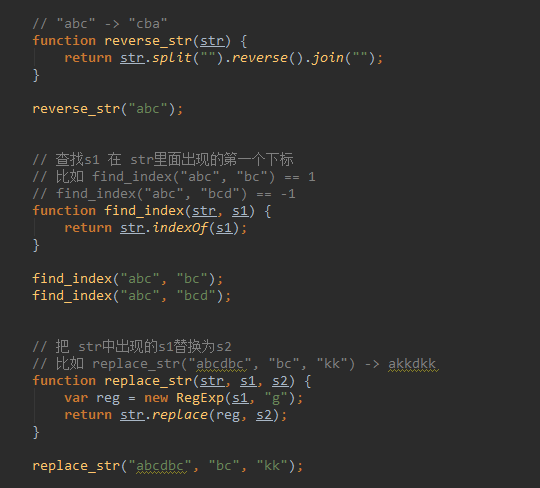 // "abc" -> "cba"
function reverse_str(str) {
    return str.split("").reverse().join("");
}
reverse_str("abc");
// 查找s1 在 str里面出现的第一个下标
// 比如 find_index("abc", "bc") == 1
// find_index("abc", "bcd") == -1
function find_index(str, s1) {
    return str.indexOf(s1);
}
find_index("abc", "bc");
find_index("abc", "bcd");
// 把 str中出现的s1替换为s2
// 比如 replace_str("abcdbc", "bc", "kk") -> akkdkk
function replace_str(str, s1, s2) {
    var reg = new RegExp(s1, "g");
    return str.replace(reg, s2);
}
replace_str("abcdbc", "bc", "kk");